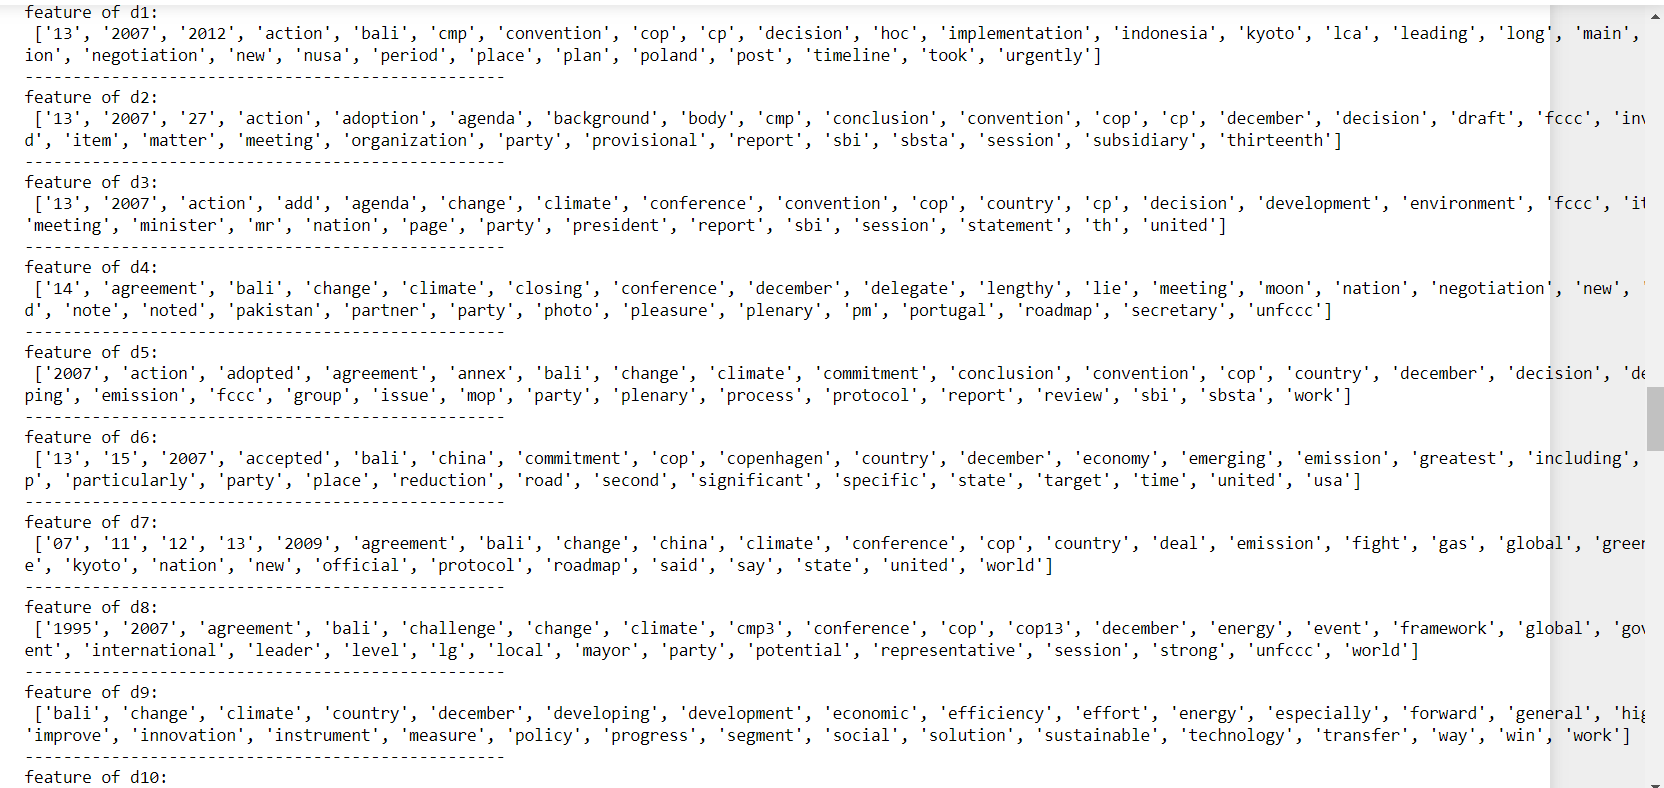 feature of d1:
['13', '2007', '2012', 'action', 'bali', 'cmp', 'convention', 'cop', 'cp', 'decision', 'hoc', 'implementation', 'indonesia', 'kyoto', 'lca', 'leading', 'long', 'main',
ion', 'negotiation', 'new', 'nusa', 'period', 'place', 'plan', 'poland', 'post', 'timeline', 'took', 'urgently']
--------------------------------------------------
feature of d2:
['13', '2007', '27', 'action', 'adoption', 'agenda', 'background', 'body', 'cmp', 'conclusion', 'convention', 'cop', 'cp', 'december', 'decision', 'draft', 'fccc', 'inv
d', 'item', 'matter', 'meeting', 'organization', 'party', 'provisional', 'report', 'sbi', 'sbsta', 'session', 'subsidiary', 'thirteenth']
--------------------------------------------------
feature of d3:
['13', '2007', 'action', 'add', 'agenda', 'change', 'climate', 'conference', 'convention', 'cop', 'country', 'cp', 'decision', 'development', 'environment', 'fccc', 'it
'meeting', 'minister', 'mr', 'nation', 'page', 'party', 'president', 'report', 'sbi', 'session', 'statement', 'th', 'united']
--------------------------------------------------
feature of d4:
['14', 'agreement', 'bali', 'change', 'climate', 'closing', 'conference', 'december', 'delegate', 'lengthy', 'lie', 'meeting', 'moon', 'nation', 'negotiation', 'new', '
d', 'note', 'noted', 'pakistan', 'partner', 'party', 'photo', 'pleasure', 'plenary', 'pm', 'portugal', 'roadmap', 'secretary', 'unfccc']
--------------------------------------------------
feature of d5:
['2007', 'action', 'adopted', 'agreement', 'annex', 'bali', 'change', 'climate', 'commitment', 'conclusion', 'convention', 'cop', 'country', 'december', 'decision', 'de
ping', 'emission', 'fccc', 'group', 'issue', 'mop', 'party', 'plenary', 'process', 'protocol', 'report', 'review', 'sbi', 'sbsta', 'work']
--------------------------------------------------
feature of d6:
['13', '15', '2007', 'accepted', 'bali', 'china', 'commitment', 'cop', 'copenhagen', 'country', 'december', 'economy', 'emerging', 'emission', 'greatest', 'including',
p', 'particularly', 'party', 'place', 'reduction', 'road', 'second', 'significant', 'specific', 'state', 'target', 'time', 'united', 'usa']
--------------------------------------------------
feature of d7:
['07', '11', '12', '13', '2009', 'agreement', 'bali', 'change', 'china', 'climate', 'conference', 'cop', 'country', 'deal', 'emission', 'fight', 'gas', 'global', 'green
e', 'kyoto', 'nation', 'new', 'official', 'protocol', 'roadmap', 'said', 'say', 'state', 'united', 'world']
--------------------------------------------------
feature of d8:
['1995', '2007', 'agreement', 'bali', 'challenge', 'change', 'climate', 'cmp3', 'conference', 'cop', 'cop13', 'december', 'energy', 'event', 'framework', 'global', 'gov
ent', 'international', 'leader', 'level', 'lg', 'local', 'mayor', 'party', 'potential', 'representative', 'session', 'strong', 'unfccc', 'world']
--------------------------------------------------
feature of d9:
['bali', 'change', 'climate', 'country', 'december', 'developing', 'development', 'economic', 'efficiency', 'effort', 'energy', 'especially', 'forward', 'general', 'hig
'improve', 'innovation', 'instrument', 'measure', 'policy', 'progress', 'segment', 'social', 'solution', 'sustainable', 'technology', 'transfer', 'way', 'win', 'work']
--------------------------------------------------
feature of d10: